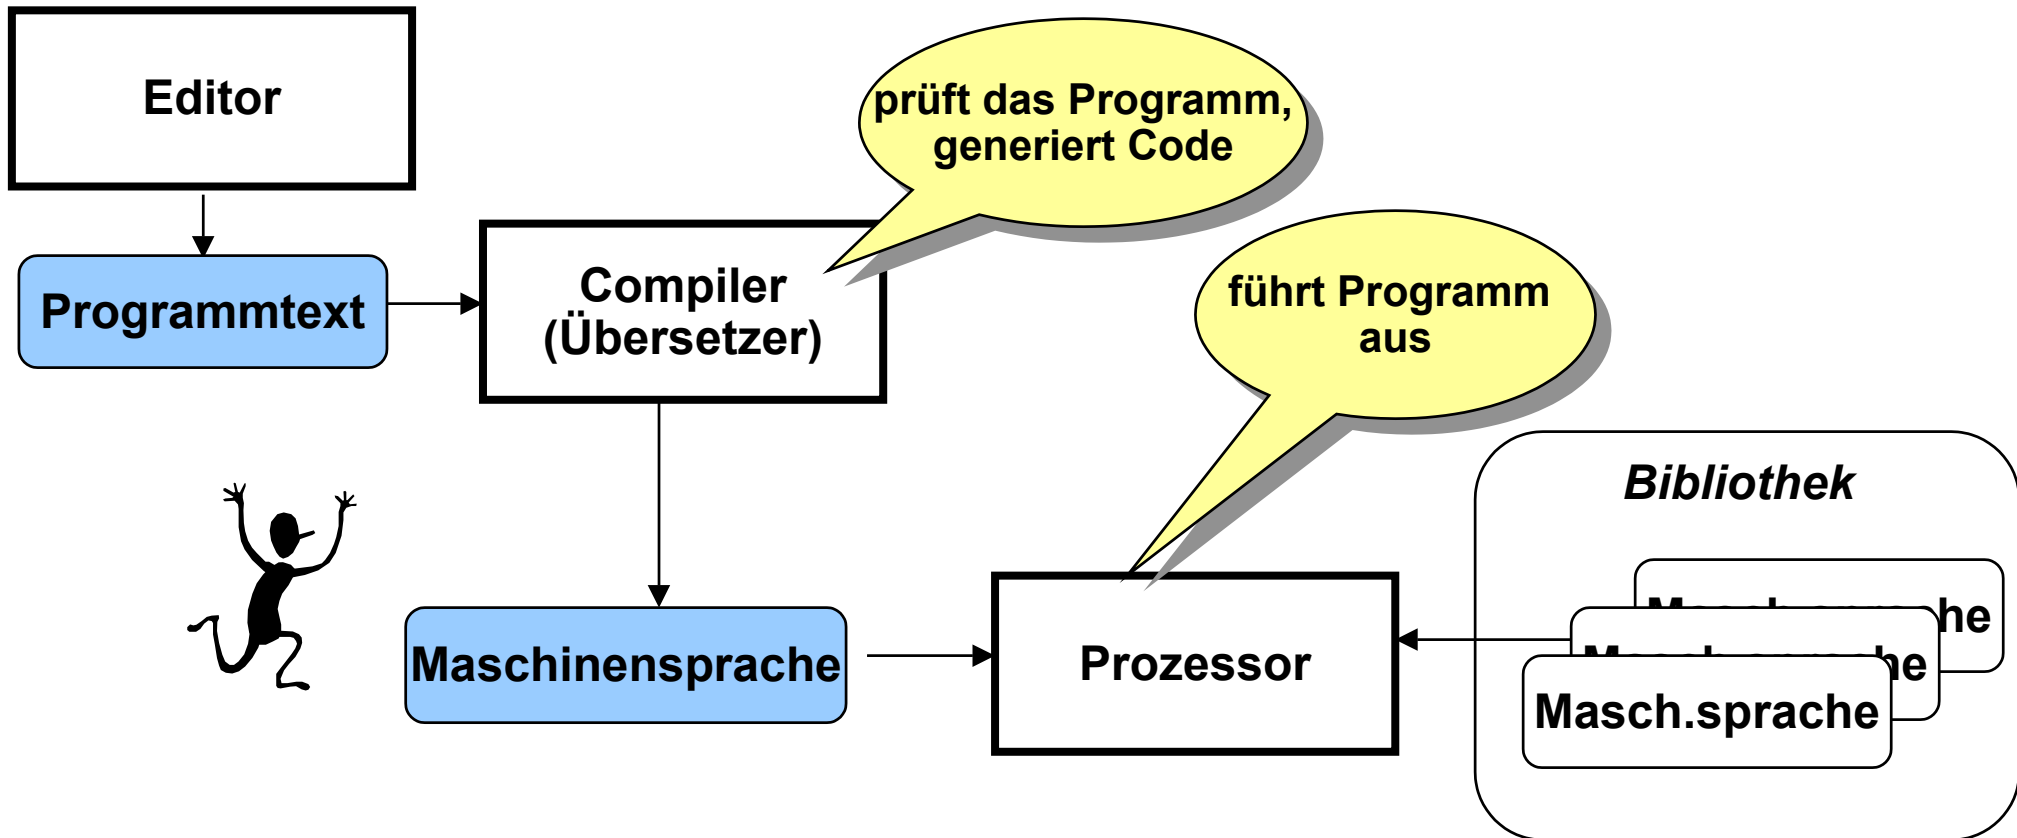 Editor
prüft das Programm,
generiert Code
Programmtext
Compiler
(Übersetzer)
führt Programm
aus
Bibliothek
Maschinensprache
Prozessor
Masch.sprache